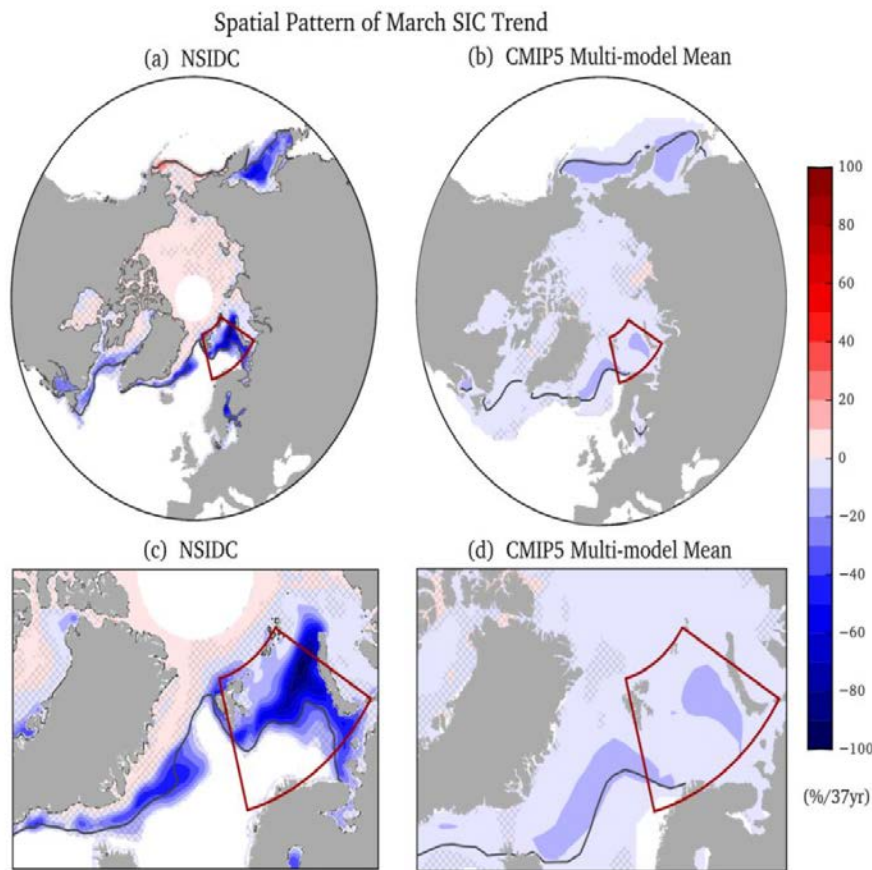 Spatial Pattern of March SIC Trend
(a) NSIDC
(b) CMIP5 Multi-model Mean
100
80
60
40
20
0
−20
−40
−60
−80
−100
(%/37yr)
(c) NSIDC
(d) CMIP5 Multi-model Mean